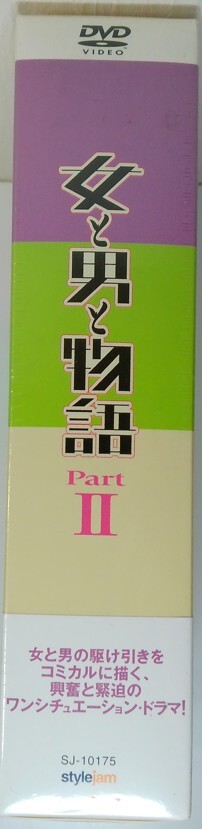 DVD
VIDEO
女と男と物語
Part
II
女と男の駆け引きを
コミカルに描く、
興奮と緊迫の
ワンシチュエーション・ドラマ!
SJ-10175
stylejam